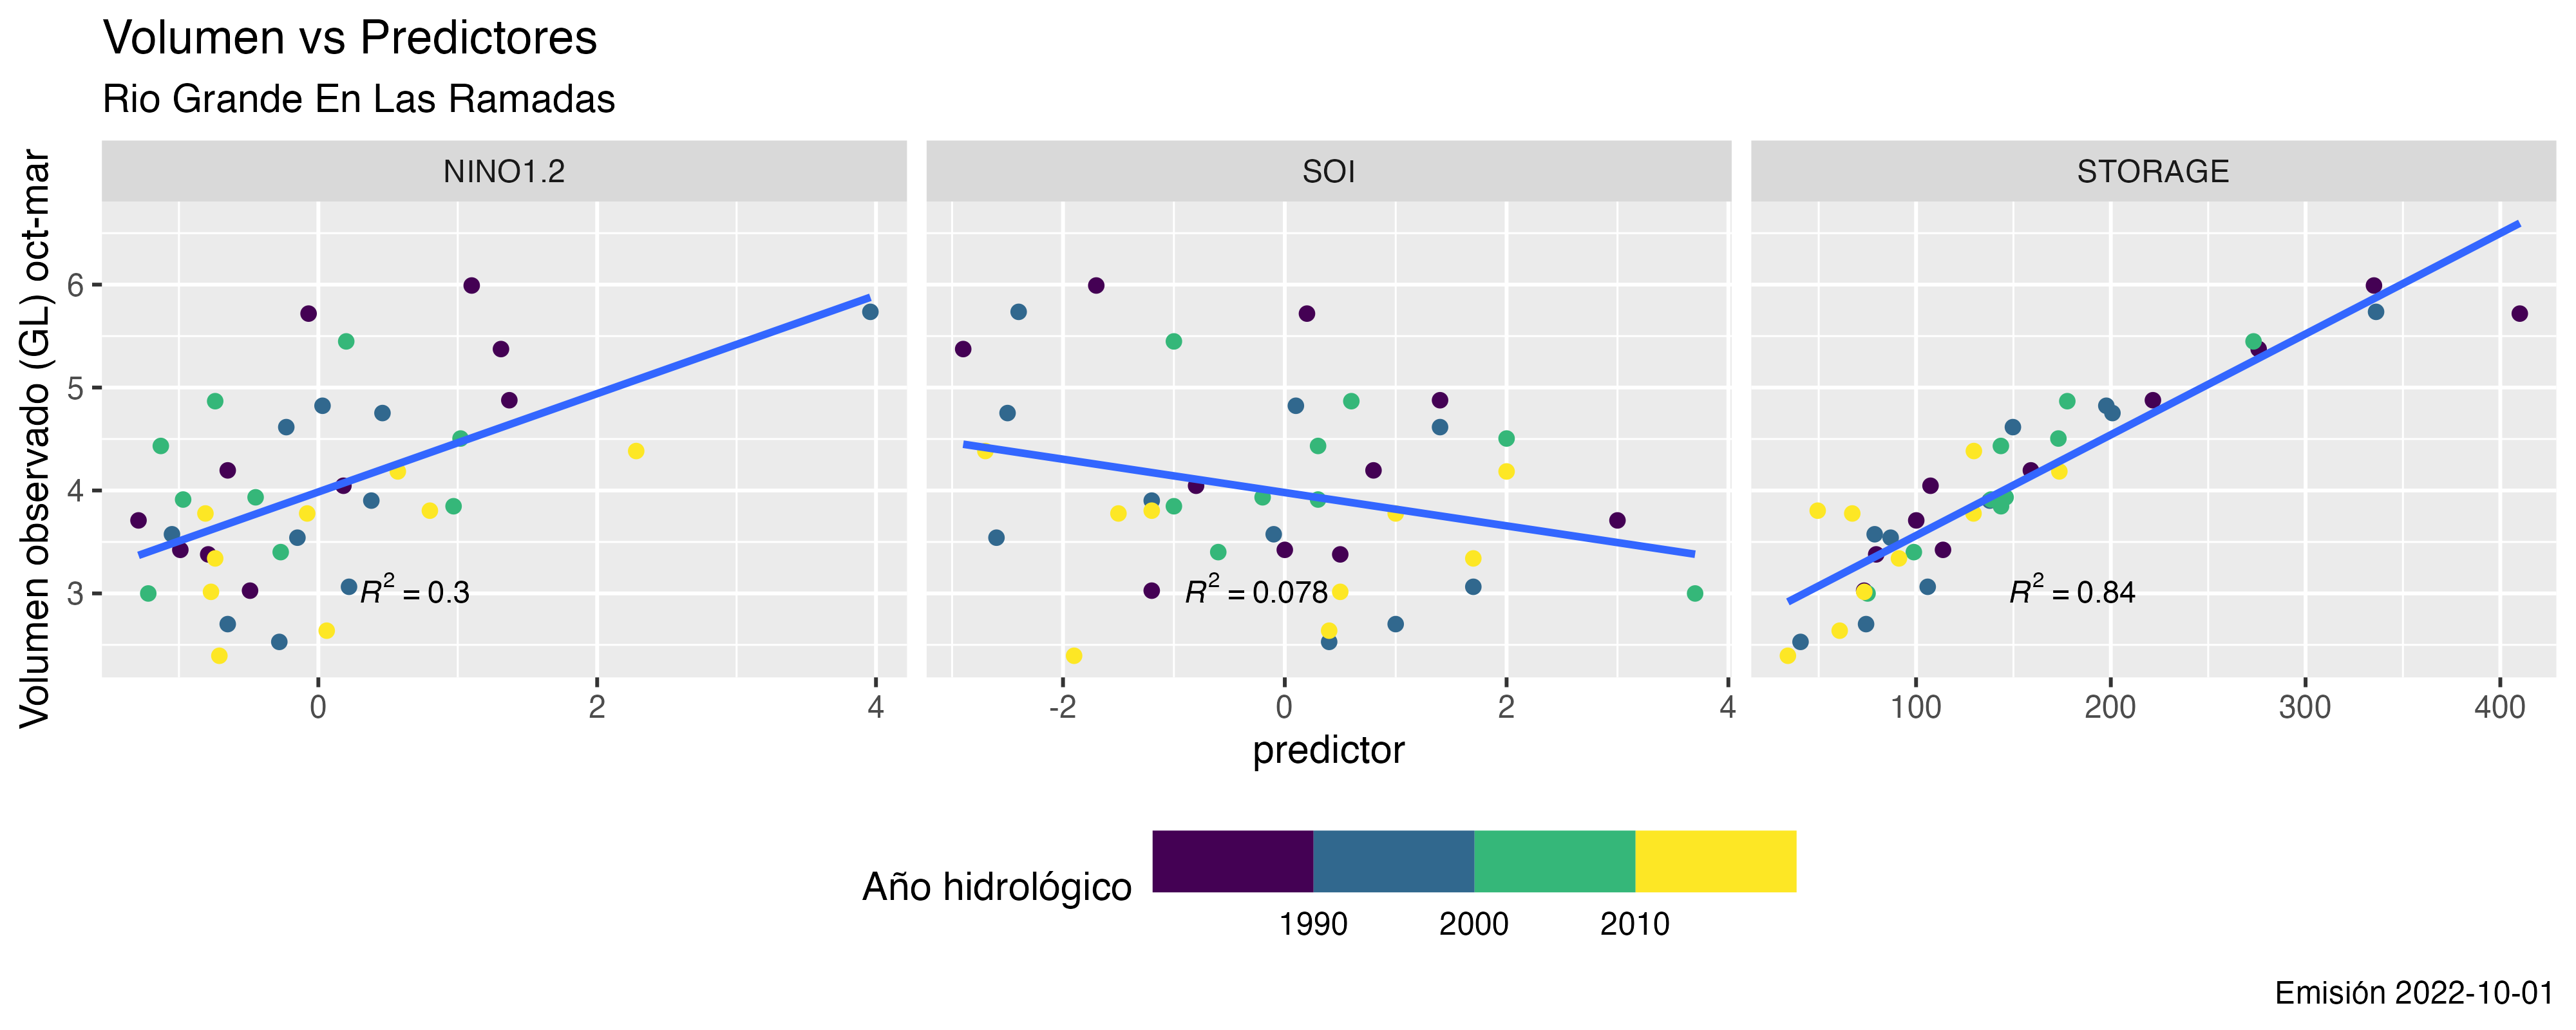 Volumen vs Predictores
Rio Grande En Las Ramadas
NINO1.2 SOI STORAGE
Volumen observado (GL) oct-mar
6
5
4
3
R² = 0.3 R² = 0.078 R² = 0.84
0 2 4 -2 0 2 4 100 200 300 400
predictor
Año hidrológico
1990 2000 2010
Emisión 2022-10-01